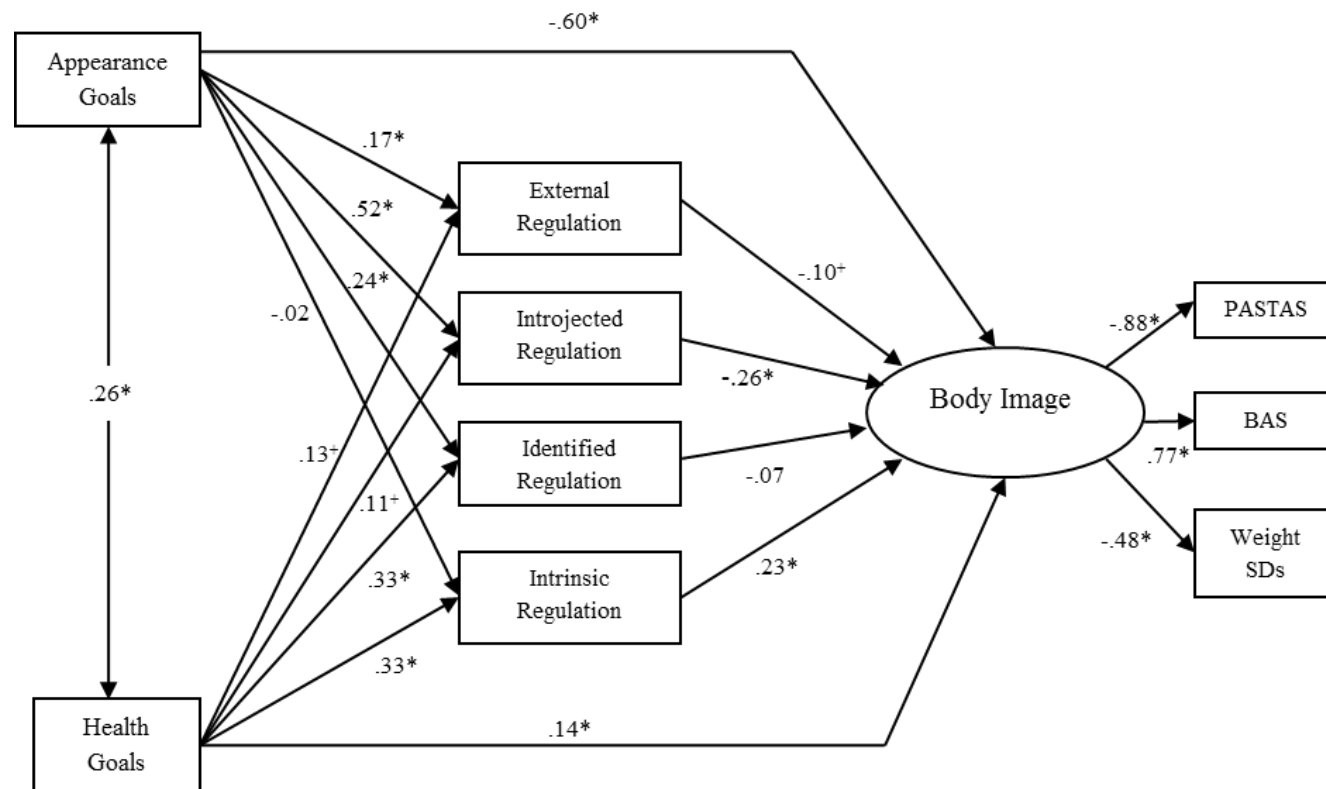 -.60*
Appearance
Goals
.17*
External
Regulation
.52*
-.10⁺
.24*
-.02
Introjected
Regulation
-.26*
PASTAS
-.88*
Body Image
BAS
.77*
.26*
.13⁺
Identified
Regulation
-.07
.11⁺
Weight
SDs
-.48*
.33*
Intrinsic
Regulation
.23*
.33*
Health
Goals
.14*